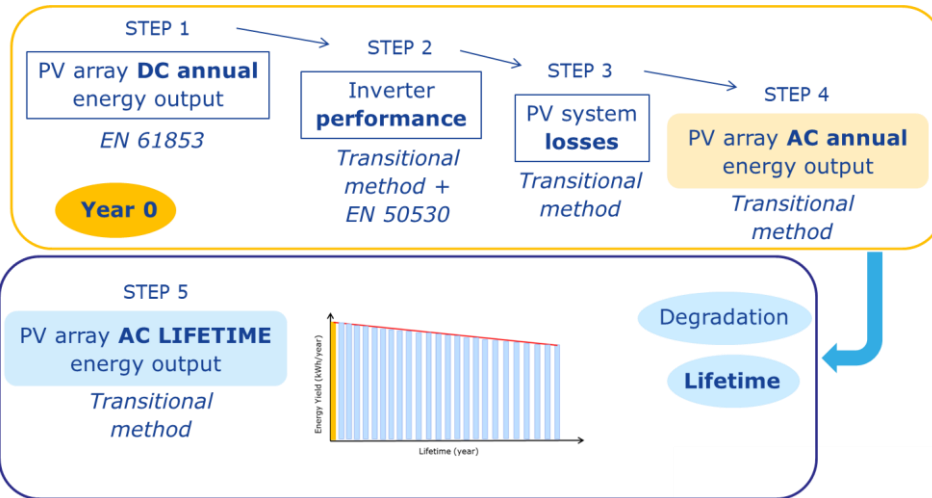 STEP 1
PV array DC annual
energy output
EN 61853
STEP 2
Inverter
performance
Transitional
method +
EN 50530
STEP 3
PV system
losses
Transitional
method
STEP 4
PV array AC annual
energy output
Transitional
method
Year 0
STEP 5
PV array AC LIFETIME
energy output
Transitional
method
Energy Yield (kWh/year)
Lifetime (year)
Degradation
Lifetime